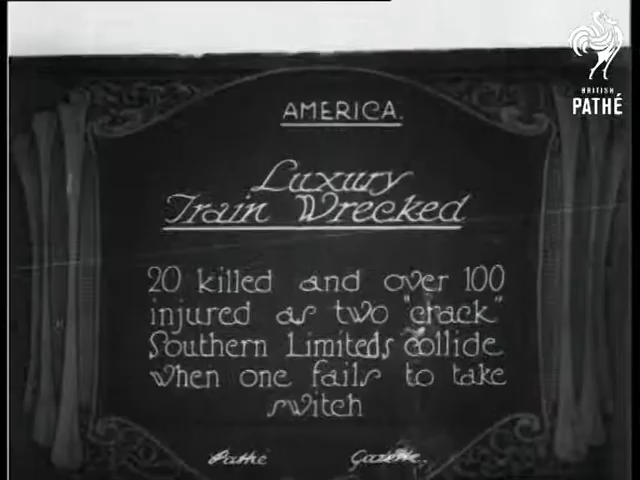 BRITISH
PATHÉ
AMERICA.
Luxury
Train Wrecked
20 killed and over 100
injured as two "crack"
Southern Limiteds collide
when one fails to take
switch
Pathé Gazette.